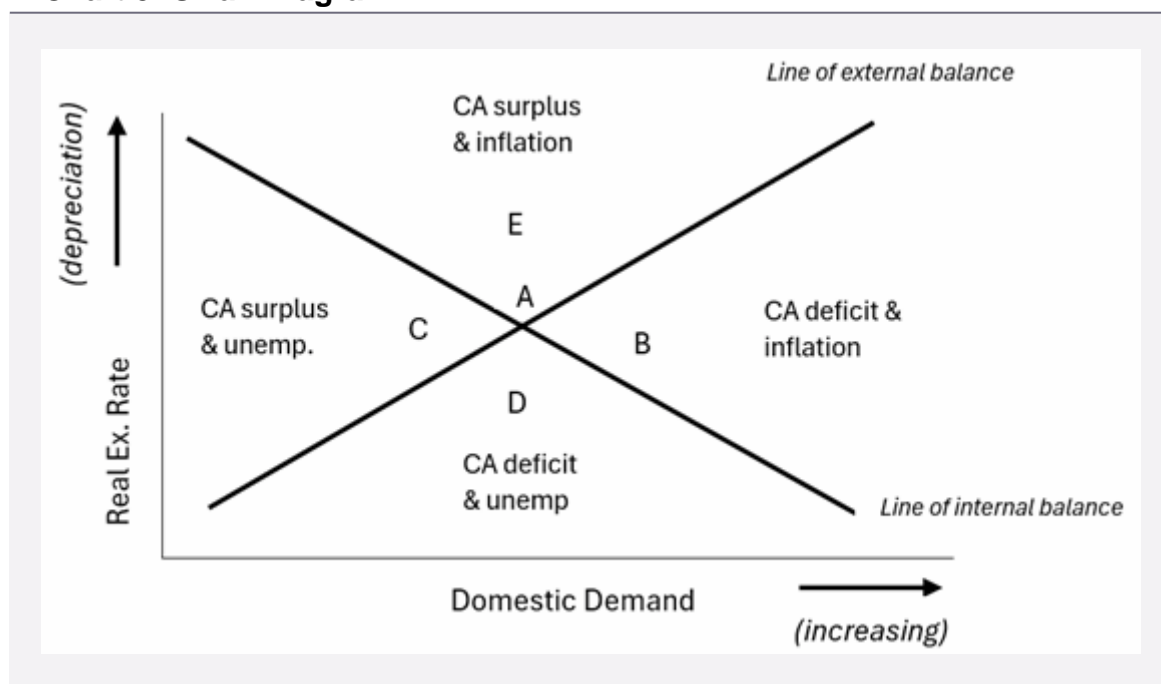 Line of external balance
CA surplus
& inflation
(depreciation)
E
A
CA surplus
& unemp.
C
B
CA deficit &
inflation
D
Real Ex. Rate
CA deficit
& unemp
Line of internal balance
Domestic Demand
(increasing)